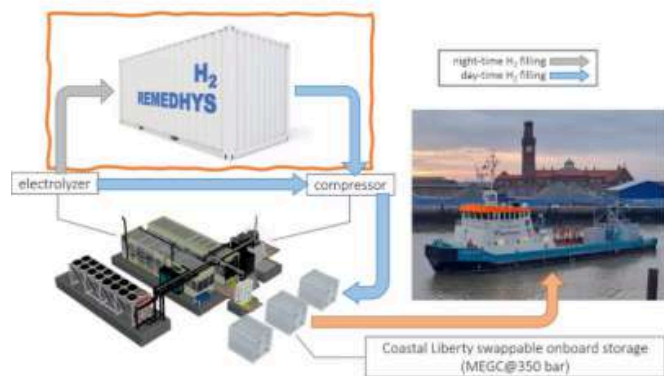 night-time H₂ filling
day-time H₂ filling
H₂
REMEDHYS
electrolyzer
compressor
Coastal Liberty swappable onboard storage
(MEGC@350 bar)